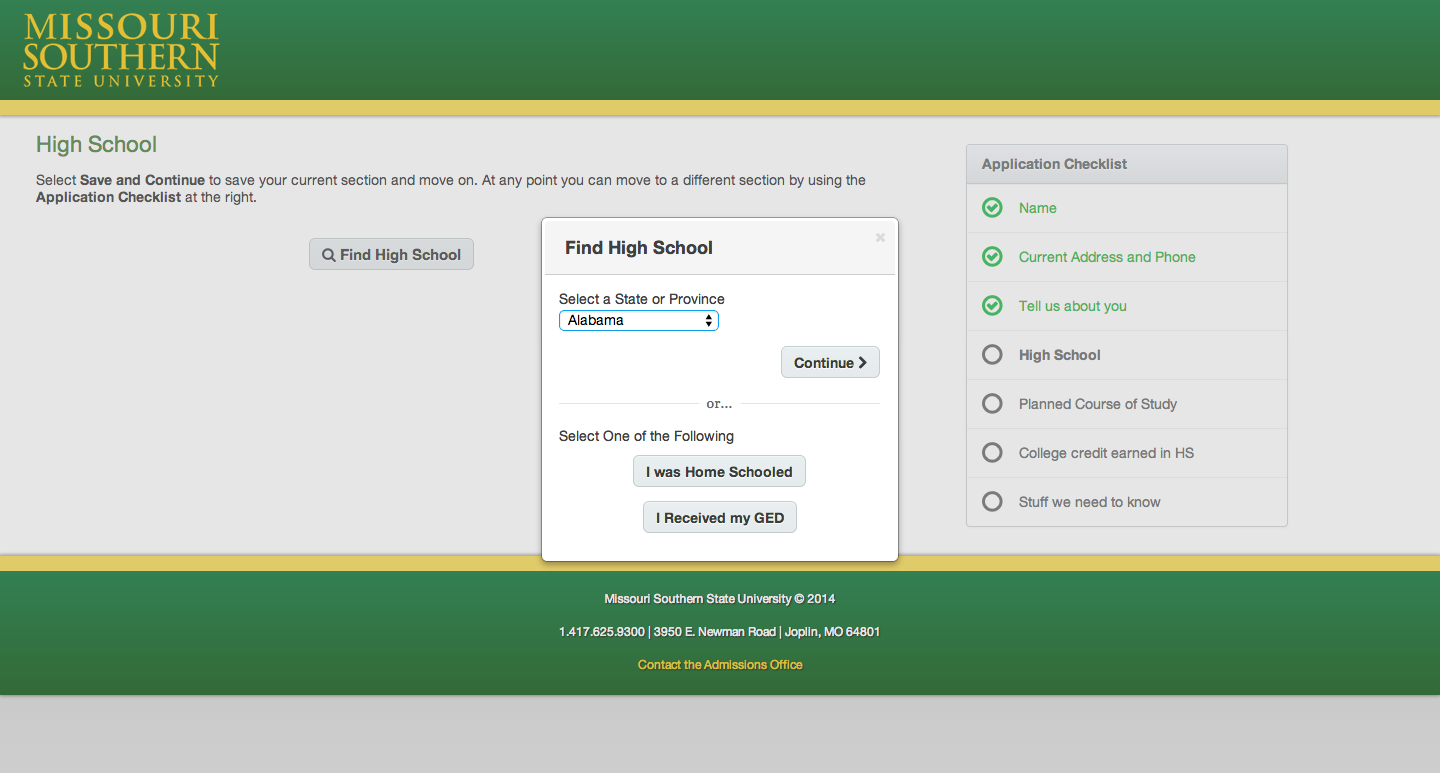 MISSOURI
SOUTHERN
STATE UNIVERSITY
High School
Select Save and Continue to save your current section and move on. At any point you can move to a different section by using the
Application Checklist at the right.
Find High School
Find High School
Select a State or Province
Alabama
Continue
or...
Select One of the Following
I was Home Schooled
I Received my GED
Application Checklist
Name
Current Address and Phone
Tell us about you
High School
Planned Course of Study
College credit earned in HS
Stuff we need to know
Missouri Southern State University © 2014
1.417.625.9300 | 3950 E. Newman Road | Joplin, MO 64801
Contact the Admissions Office